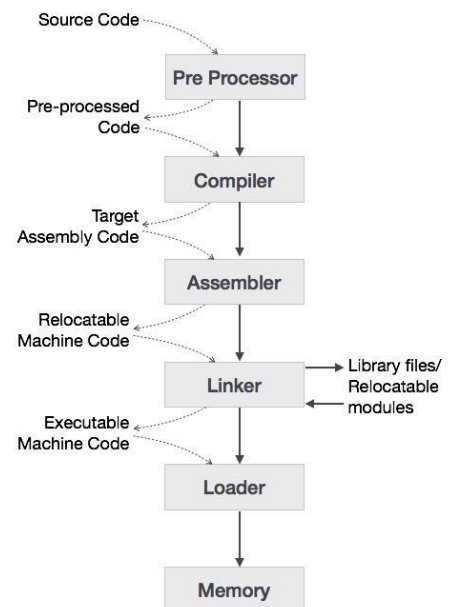 Source Code
Pre Processor
Pre-processed
Code
Compiler
Target
Assembly Code
Assembler
Relocatable
Machine Code
Linker
Library files/
Relocatable
modules
Executable
Machine Code
Loader
Memory